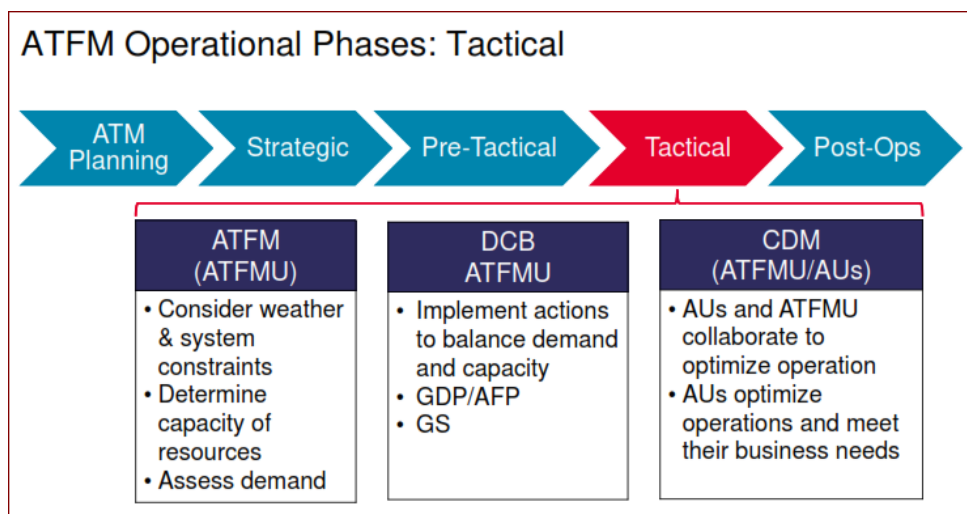 ATFM Operational Phases: Tactical
ATM
Planning
Strategic
Pre-Tactical
Tactical
Post-Ops
ATFM
(ATFMU)
• Consider weather
& system
constraints
• Determine
capacity of
resources
• Assess demand
DCB
ATFMU
• Implement actions
to balance demand
and capacity
• GDP/AFP
• GS
CDM
(ATFMU/AUs)
• AUs and ATFMU
collaborate to
optimize operation
• AUs optimize
operations and meet
their business needs